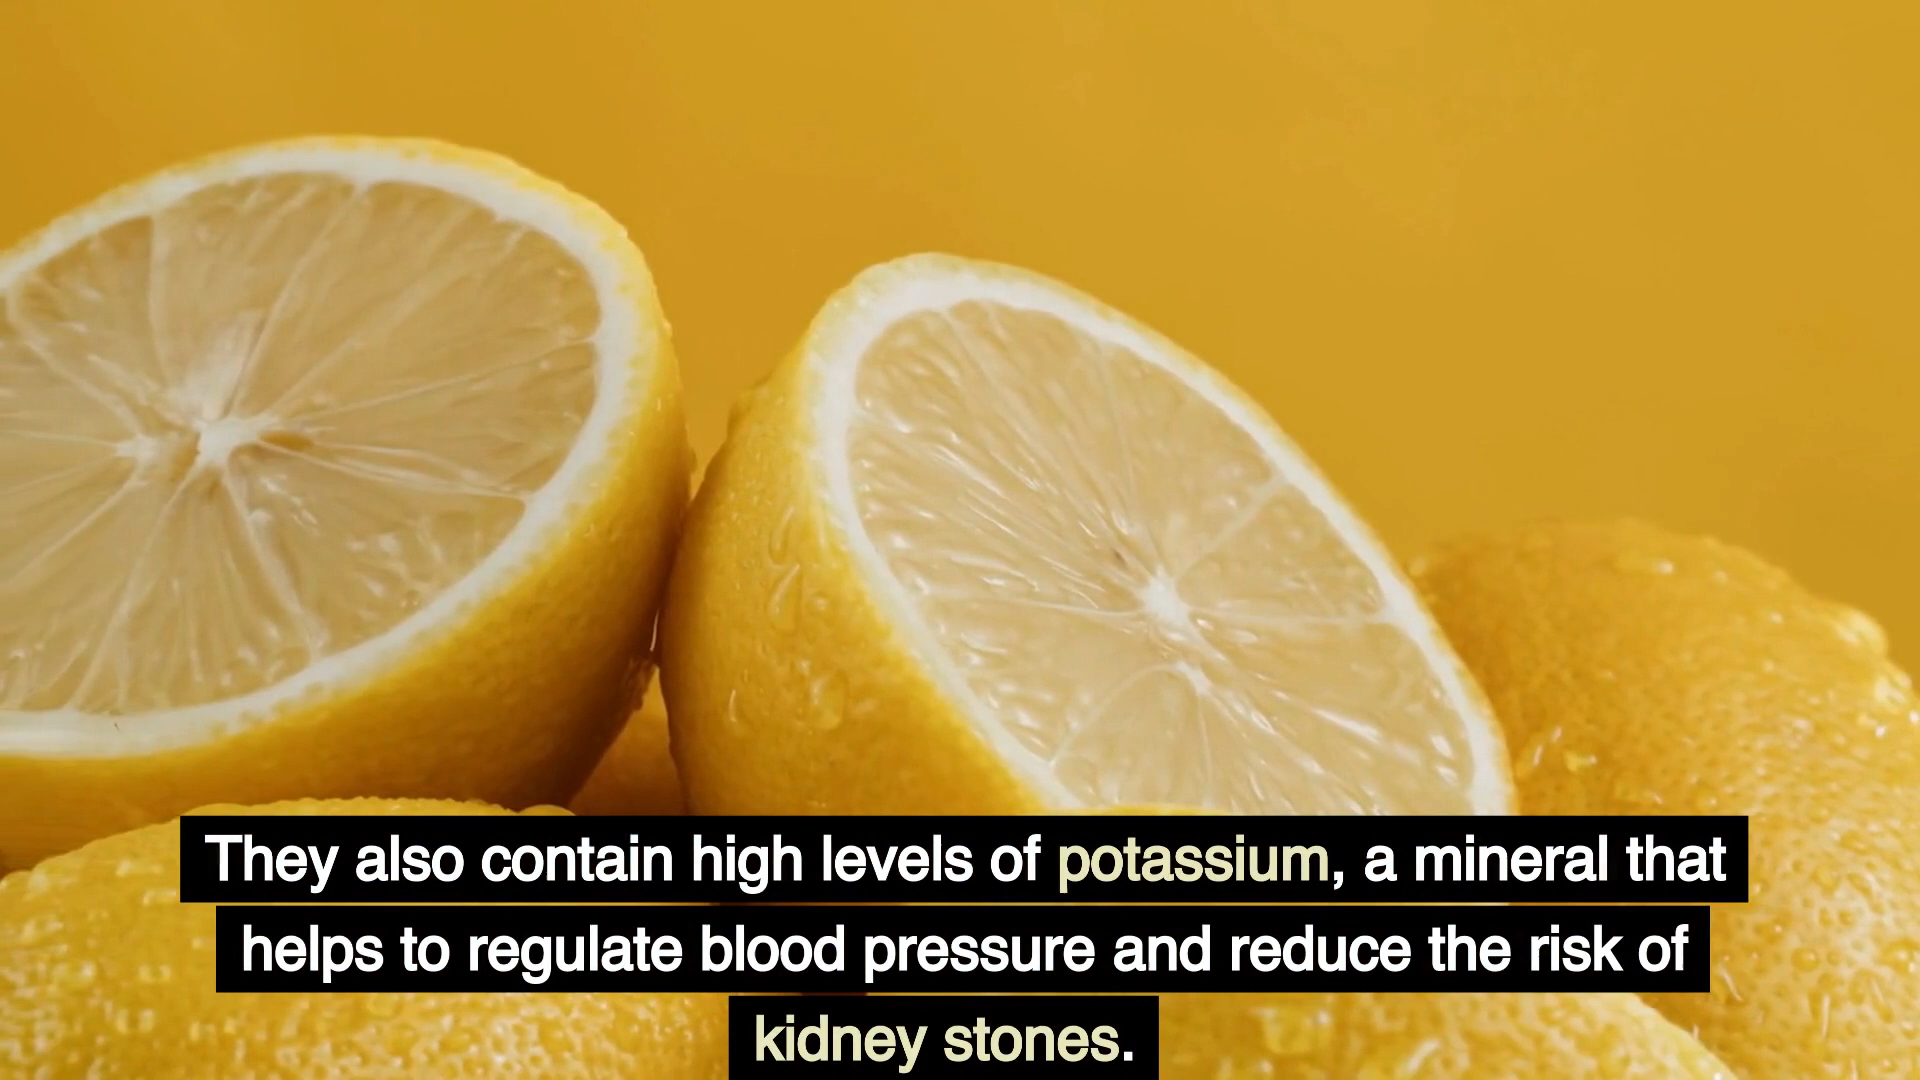 They also contain high levels of potassium, a mineral that
helps to regulate blood pressure and reduce the risk of
kidney stones.